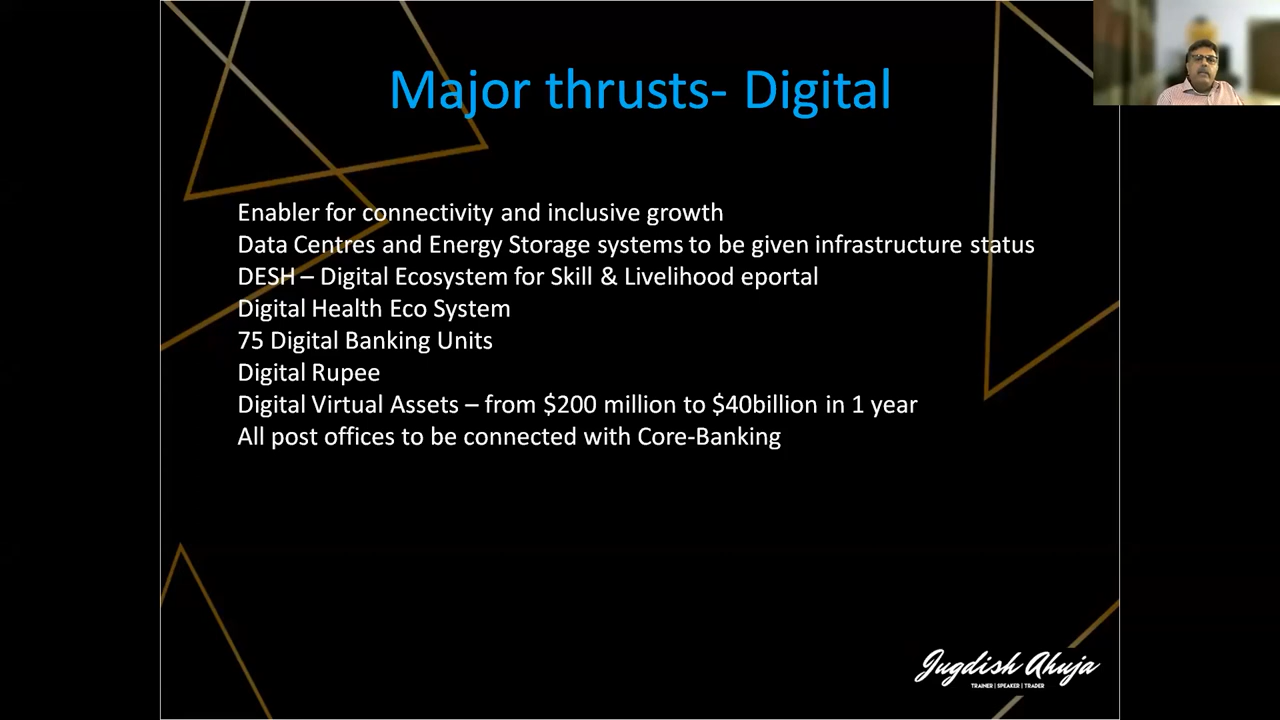 Major thrusts- Digital
Enabler for connectivity and inclusive growth
Data Centres and Energy Storage systems to be given infrastructure status
DESH – Digital Ecosystem for Skill & Livelihood eportal
Digital Health Eco System
75 Digital Banking Units
Digital Rupee
Digital Virtual Assets – from $200 million to $40billion in 1 year
All post offices to be connected with Core-Banking
Jugdish Ahuja
TRAINER | SPEAKER | TRADER